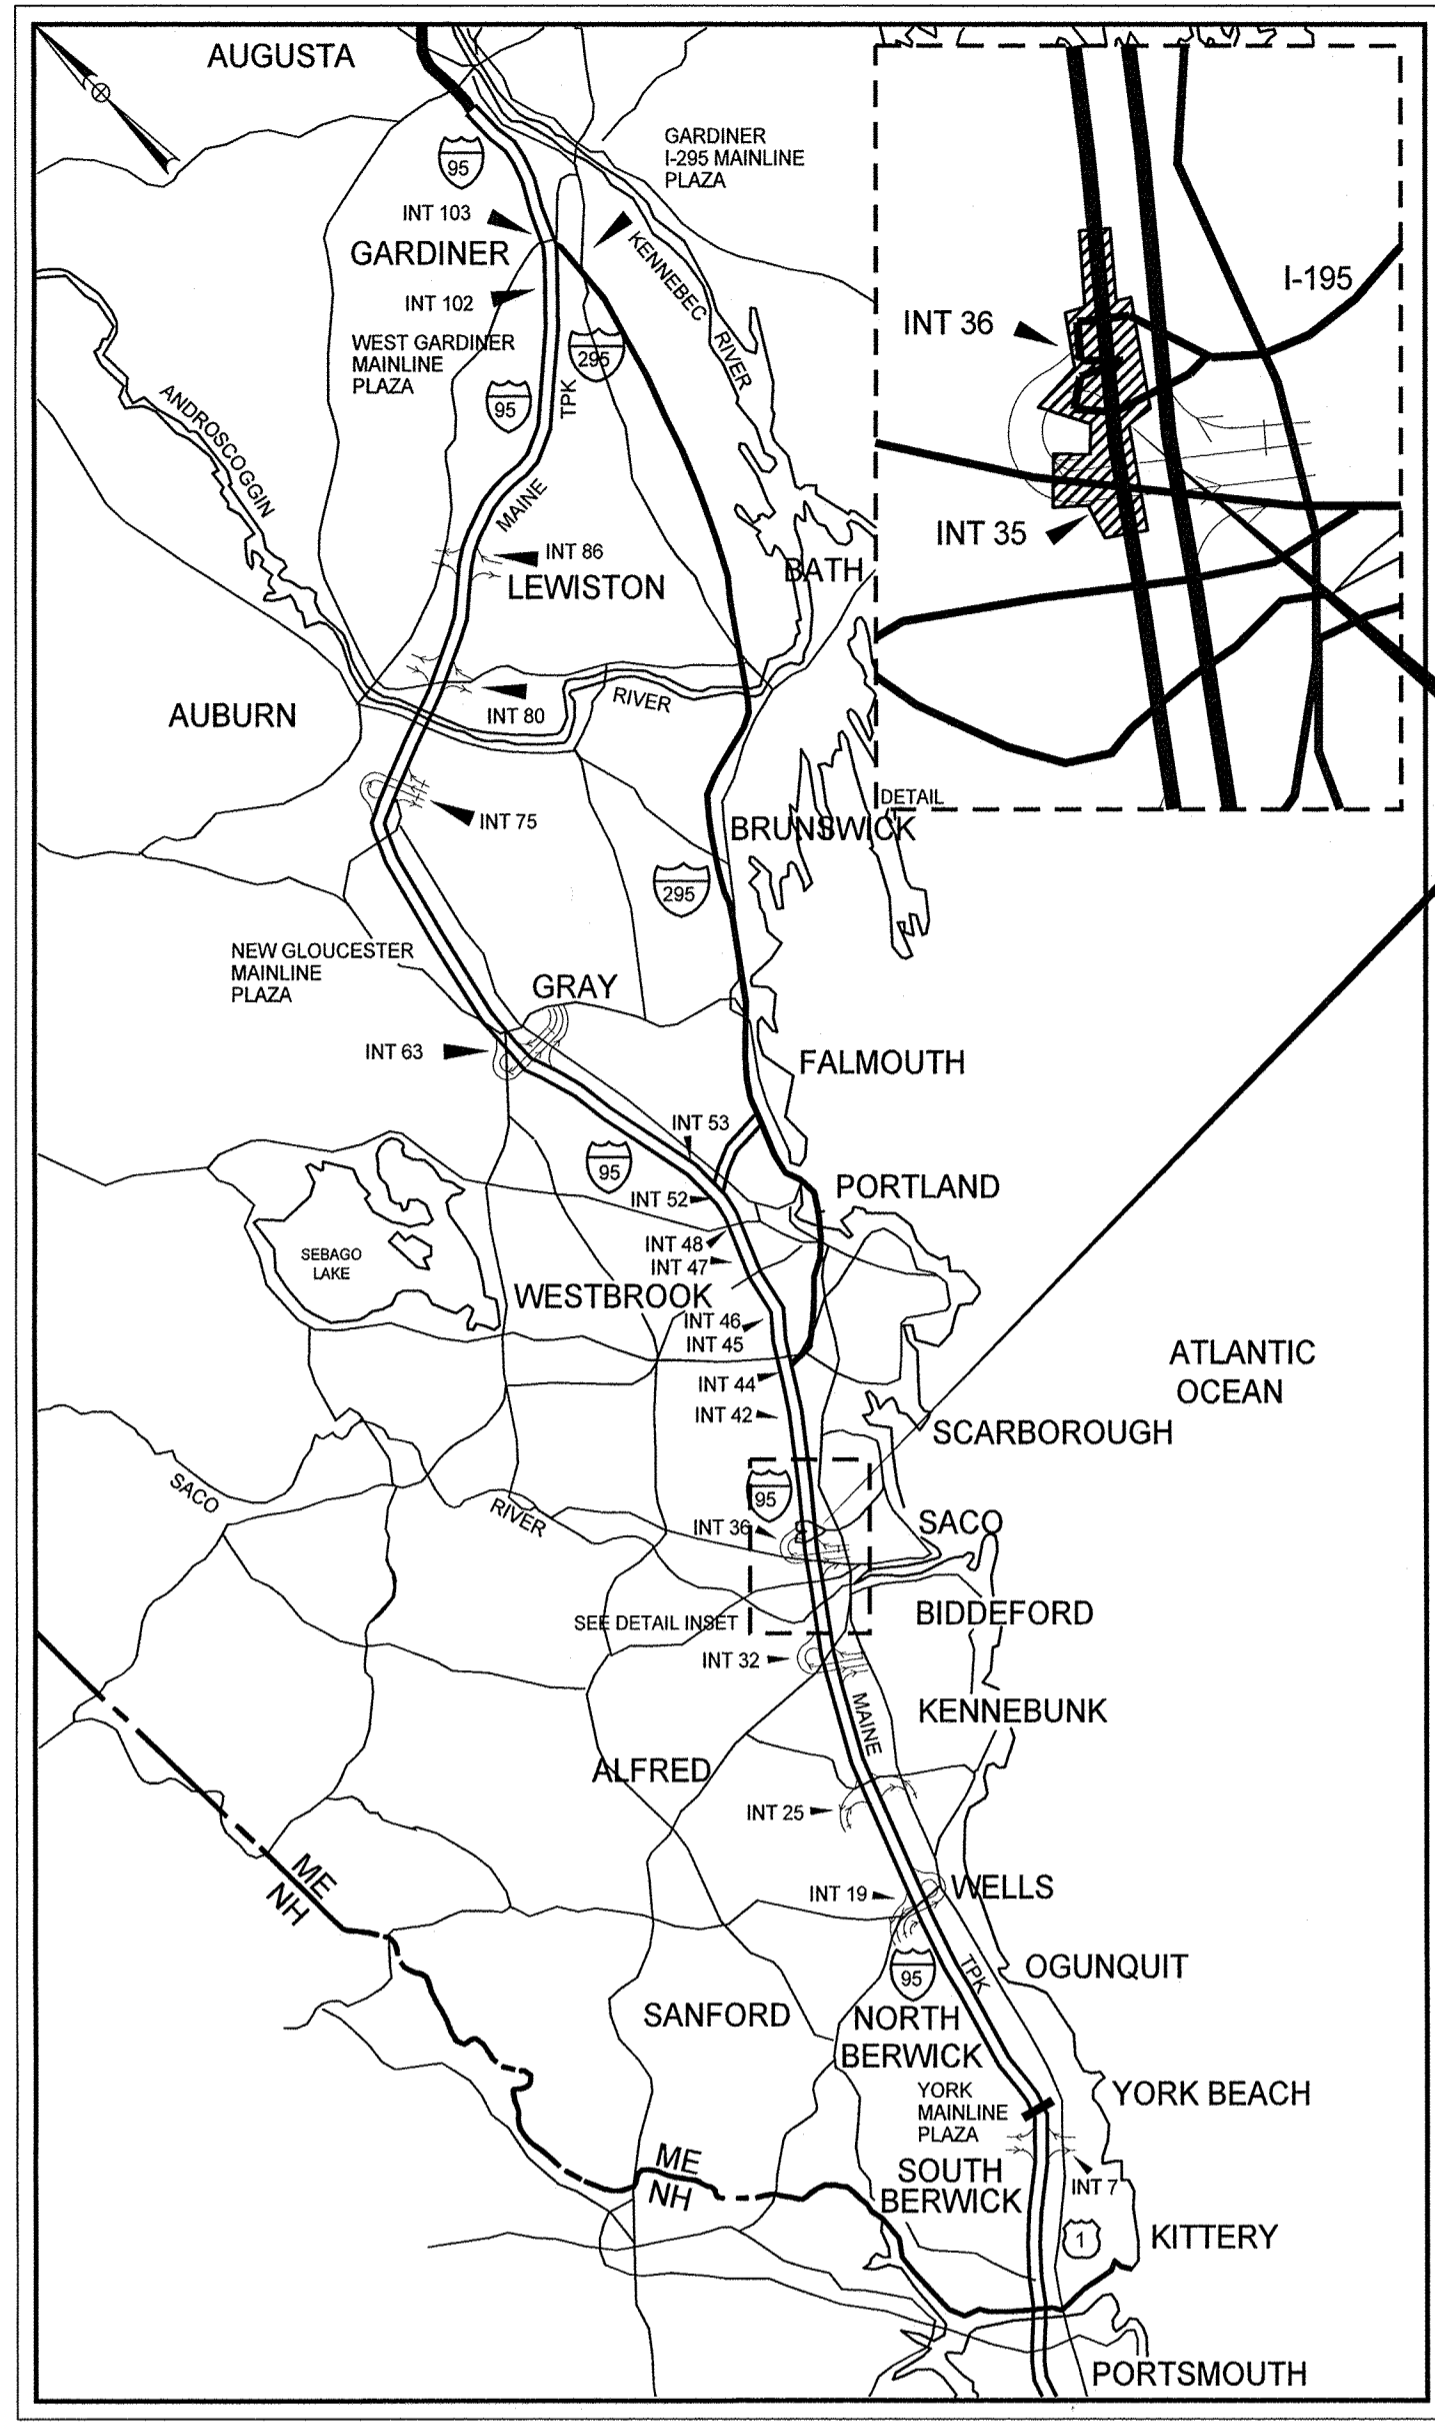 AUGUSTA
95
GARDINER
I-295 MAINLINE
PLAZA
INT 103
GARDINER
KENNEBEC
RIVER
INT 102
WEST GARDINER
MAINLINE
PLAZA
295
95
TPK
MAINE
ANDROSCOGGIN
INT 86
LEWISTON
BATH
I-195
INT 36
INT 35
DETAIL
RIVER
AUBURN
INT 80
INT 75
BRUNSWICK
295
NEW GLOUCESTER
MAINLINE
PLAZA
GRAY
INT 63
FALMOUTH
INT 53
95
INT 52
PORTLAND
SEBAGO
LAKE
INT 48
INT 47
WESTBROOK
INT 46
INT 45
INT 44
INT 42
ATLANTIC
OCEAN
SCARBOROUGH
SACO
RIVER
95
INT 36
SACO
SEE DETAIL INSET
BIDDEFORD
INT 32
MAINE
KENNEBUNK
ALFRED
INT 25
ME
NH
INT 19
WELLS
95
TPK
OGUNQUIT
SANFORD
NORTH
BERWICK
YORK
MAINLINE
PLAZA
YORK BEACH
ME
NH
SOUTH
BERWICK
INT 7
1
KITTERY
PORTSMOUTH